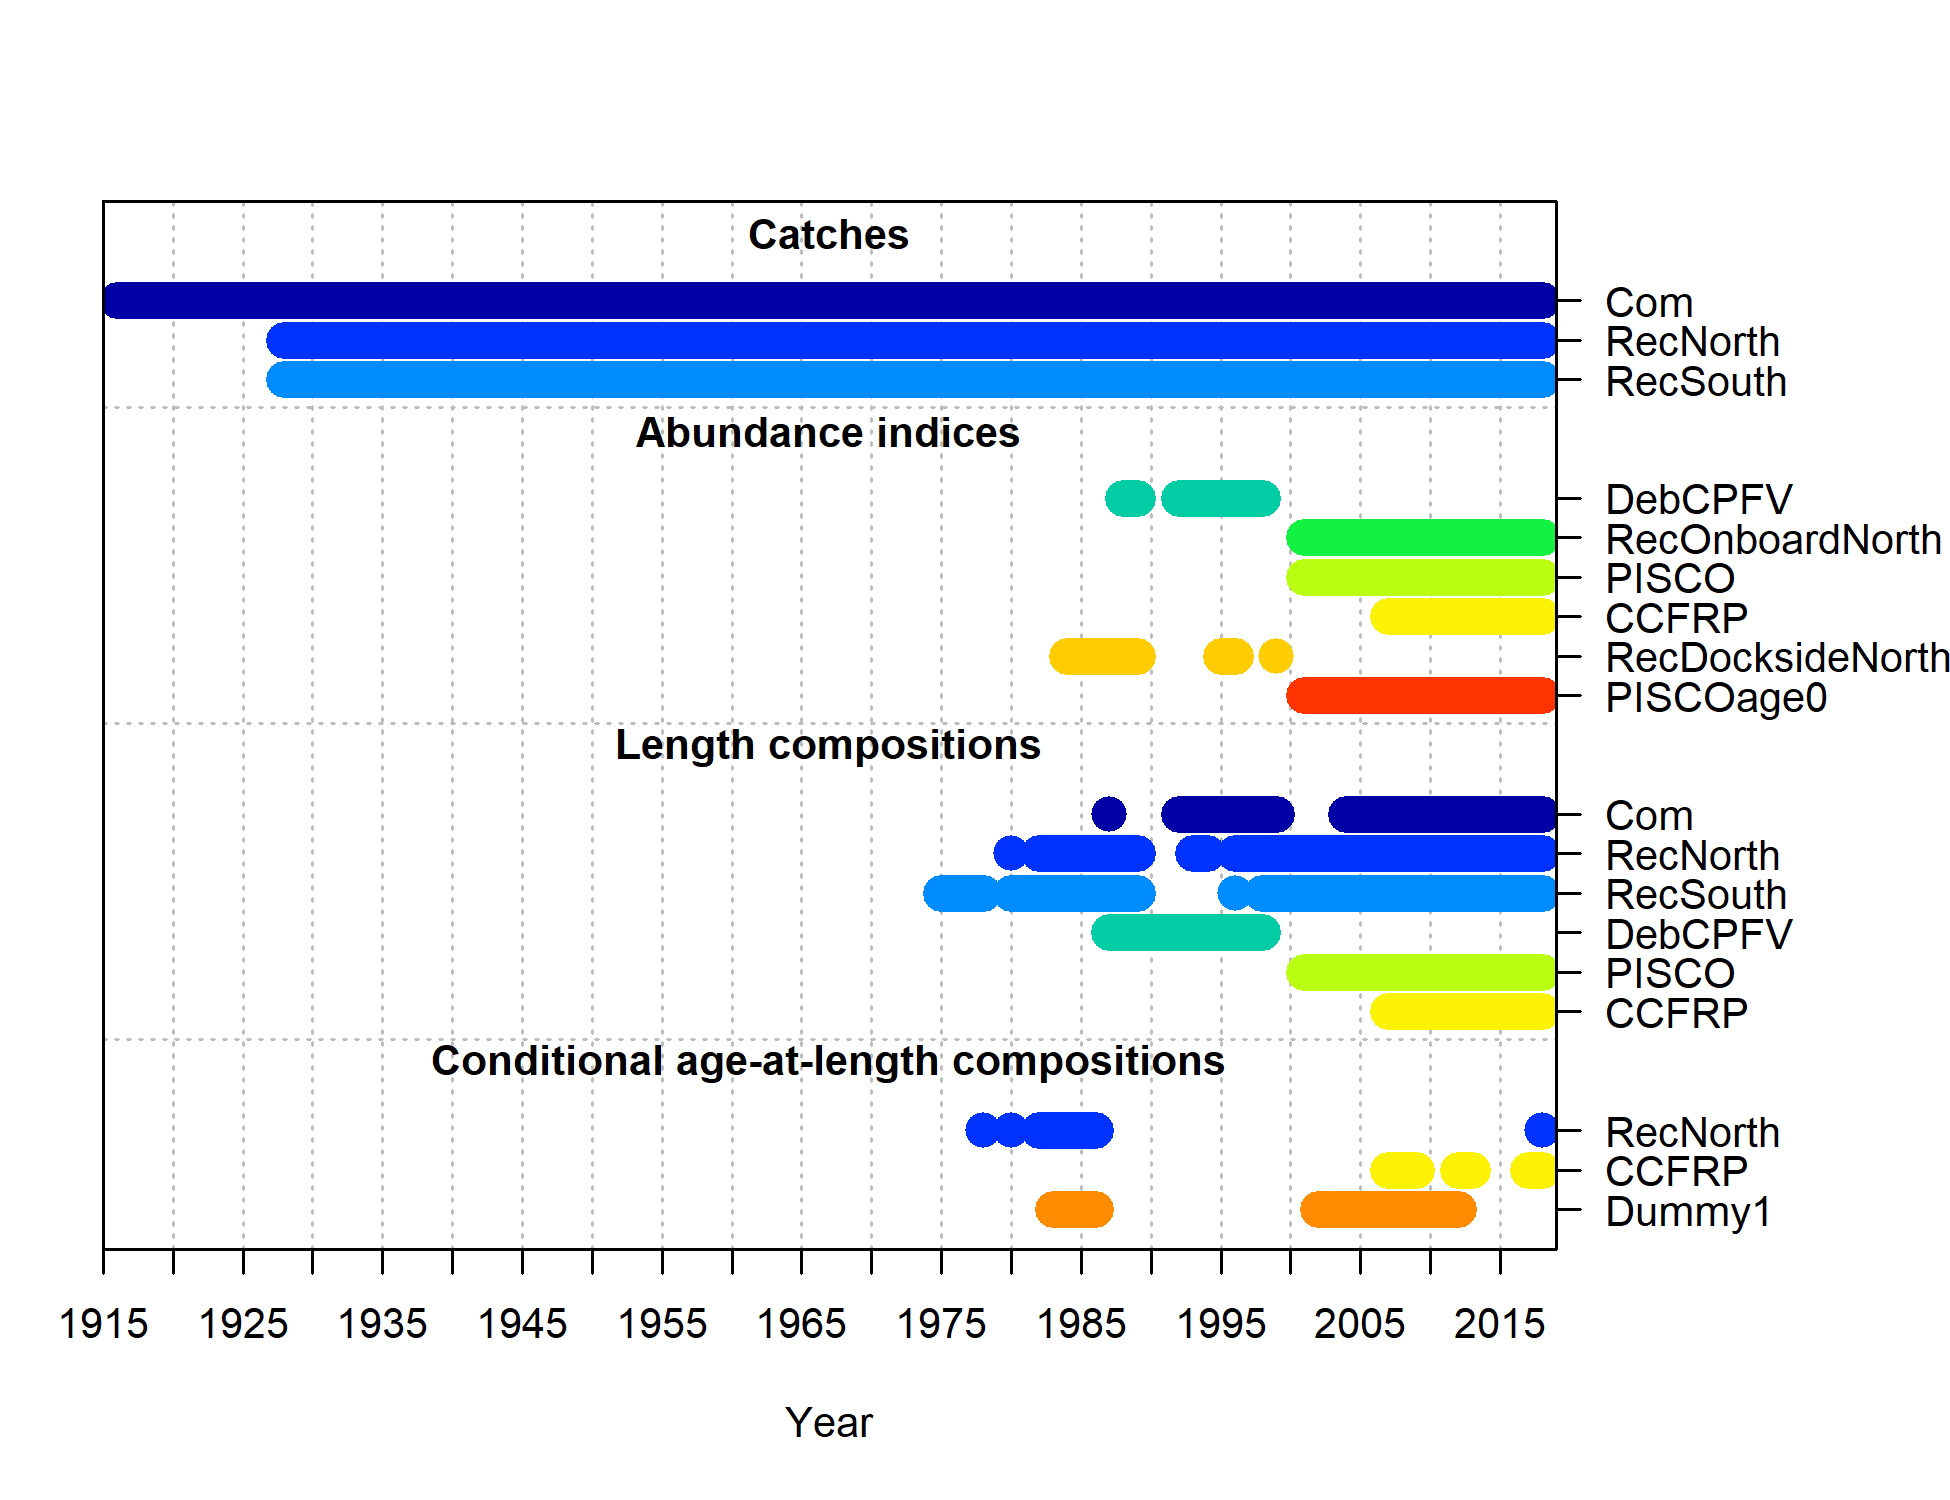 Catches
Com
RecNorth
RecSouth
Abundance indices
DebCPFV
RecOnboardNorth
PISCO
CCFRP
RecDocksideNorth
PISCOage0
Length compositions
Com
RecNorth
RecSouth
DebCPFV
PISCO
CCFRP
Conditional age-at-length compositions
RecNorth
CCFRP
Dummy1
1915 1925 1935 1945 1955 1965 1975 1985 1995 2005 2015
Year